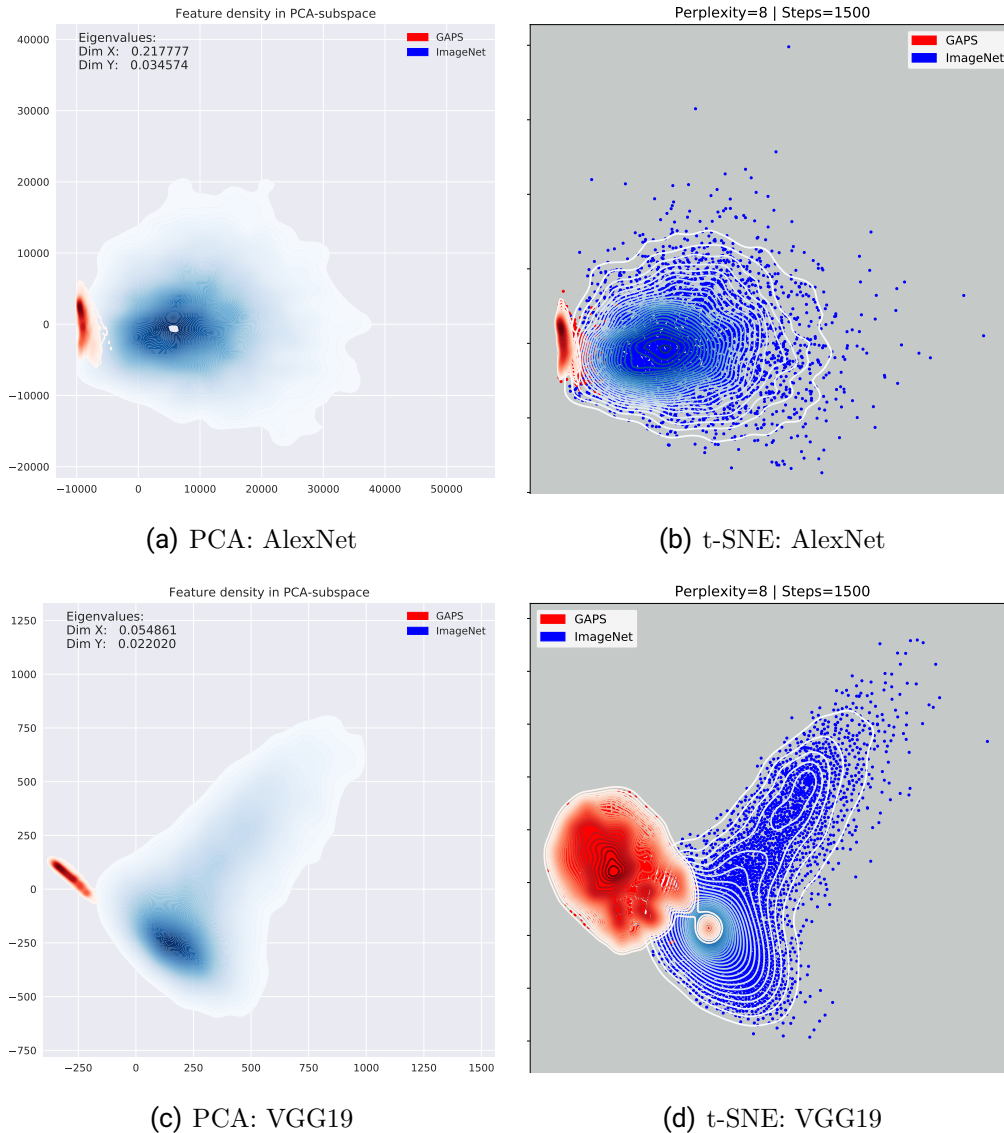 Feature density in PCA-subspace
Eigenvalues:
Dim X: 0.217777
Dim Y: 0.034574
GAPS
ImageNet
40000
30000
20000
10000
0
−10000
−20000
−10000 0 10000 20000 30000 40000 50000
(a) PCA: AlexNet
Perplexity=8 | Steps=1500
GAPS
ImageNet
(b) t-SNE: AlexNet
Feature density in PCA-subspace
Eigenvalues:
Dim X: 0.054861
Dim Y: 0.022020
GAPS
ImageNet
1250
1000
750
500
250
0
−250
−500
−750
−250 0 250 500 750 1000 1250 1500
(c) PCA: VGG19
Perplexity=8 | Steps=1500
GAPS
ImageNet
(d) t-SNE: VGG19